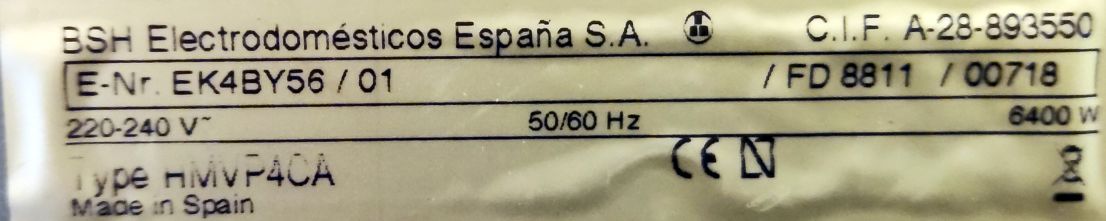 BSH Electrodomésticos España S.A. C.I.F. A-28-893550
E-Nr. EK4BY56 / 01 / FD 8811 / 00718
220-240 V~ 50/60 Hz 6400 W
Type HMVP4CA
CE N
Made in Spain